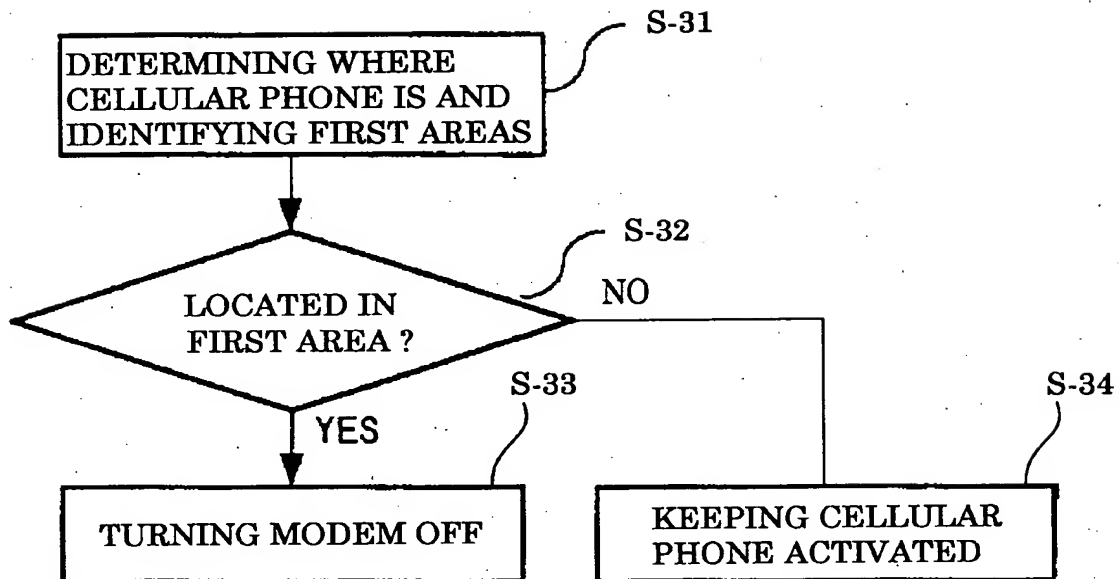 S-31
DETERMINING WHERE
CELLULAR PHONE IS AND
IDENTIFYING FIRST AREAS
S-32
LOCATED IN
FIRST AREA ?
NO
YES
S-33
S-34
TURNING MODEM OFF
KEEPING CELLULAR
PHONE ACTIVATED